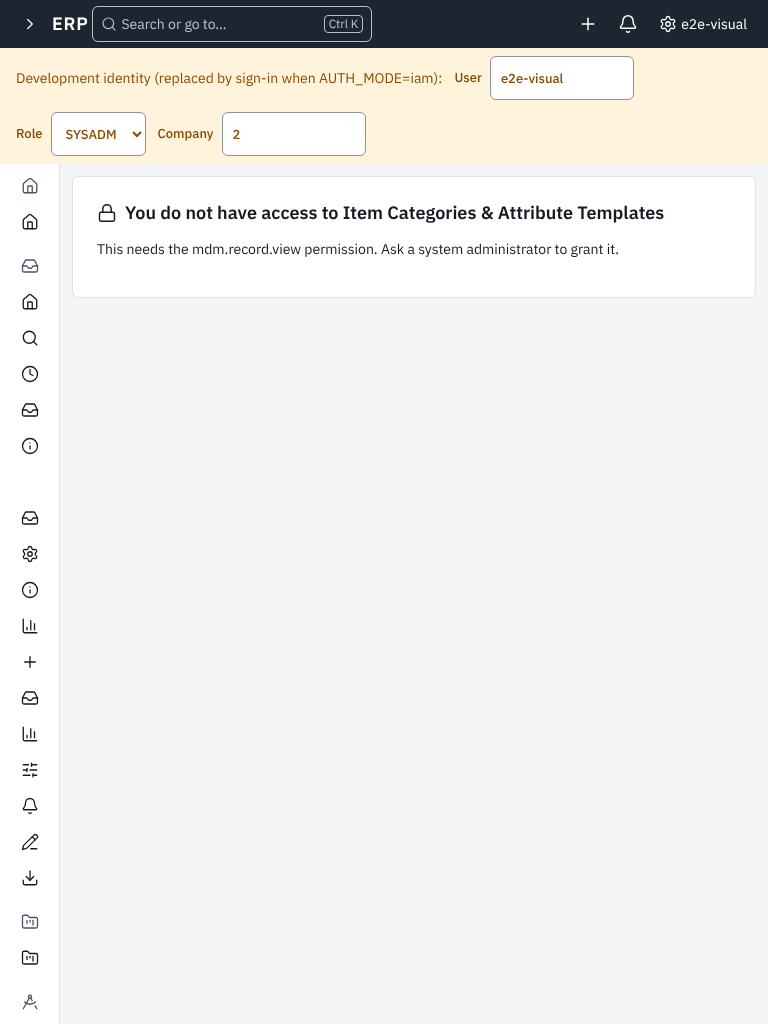 ERP Search or go to... Ctrl K e2e-visual
Development identity (replaced by sign-in when AUTH_MODE=iam): User e2e-visual
Role SYSADM Company 2
You do not have access to Item Categories & Attribute Templates
This needs the mdm.record.view permission. Ask a system administrator to grant it.